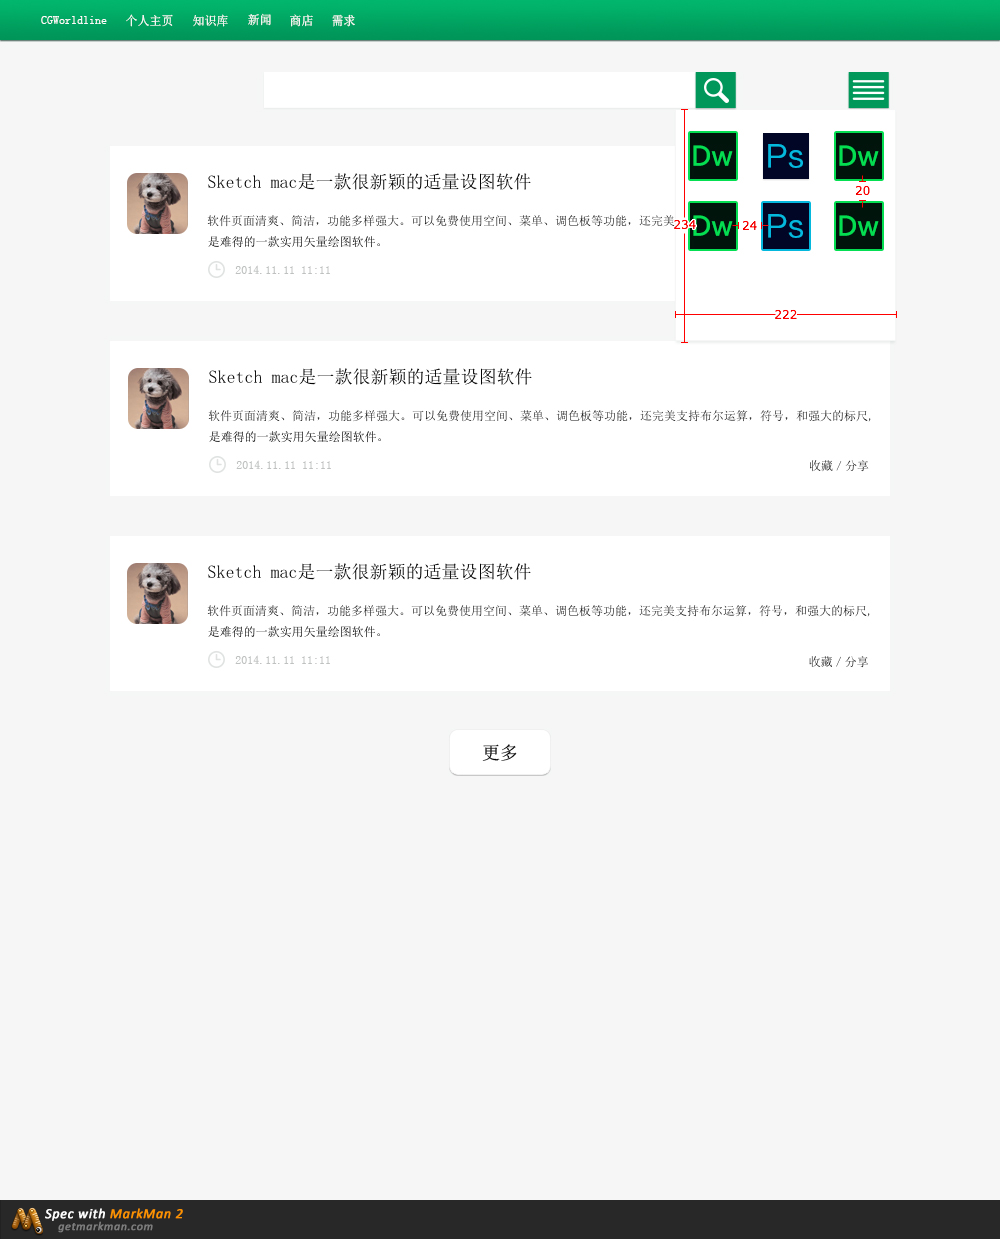 CGWorldline 个人主页 知识库 新闻 商店 需求
Dw Ps Dw
20
Dw 24 Ps Dw
234
222
Sketch mac是一款很新颖的适量设图软件
软件页面清爽、简洁，功能多样强大。可以免费使用空间、菜单、调色板等功能，还完美
是难得的一款实用矢量绘图软件。
2014.11.11 11:11
Sketch mac是一款很新颖的适量设图软件
软件页面清爽、简洁，功能多样强大。可以免费使用空间、菜单、调色板等功能，还完美支持布尔运算，符号，和强大的标尺，
是难得的一款实用矢量绘图软件。
2014.11.11 11:11
收藏 / 分享
Sketch mac是一款很新颖的适量设图软件
软件页面清爽、简洁，功能多样强大。可以免费使用空间、菜单、调色板等功能，还完美支持布尔运算，符号，和强大的标尺，
是难得的一款实用矢量绘图软件。
2014.11.11 11:11
收藏 / 分享
更多
Spec with MarkMan 2
getmarkman.com